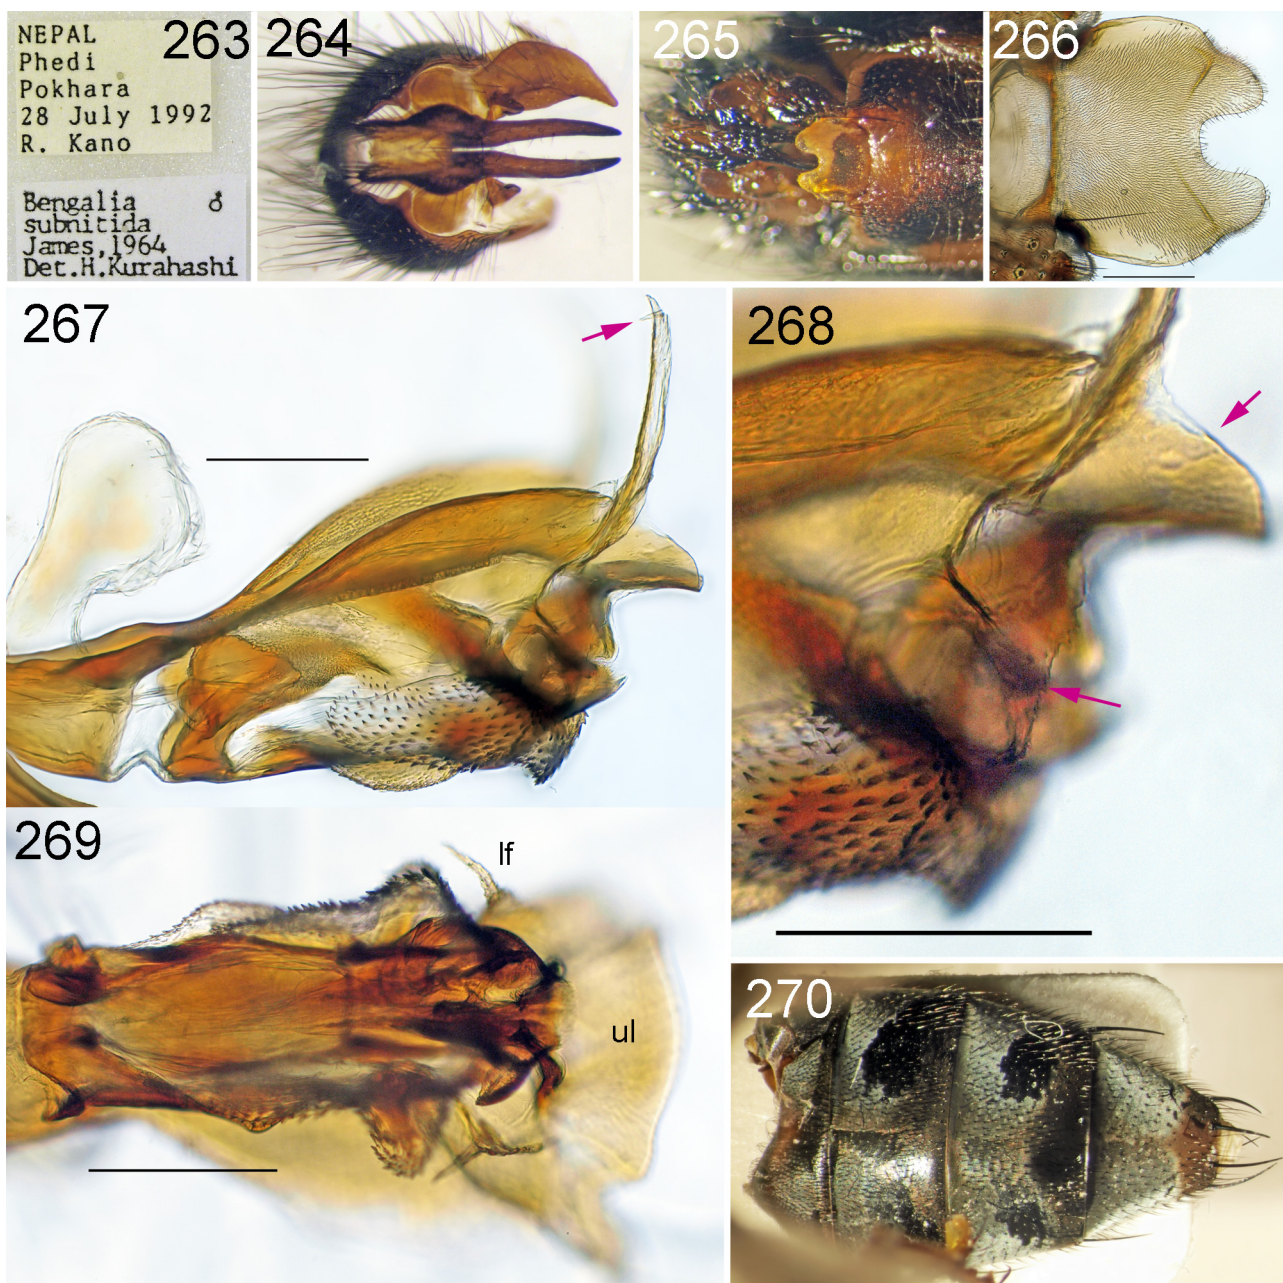 NEPAL
Phedi
Pokhara
28 July 1992
R. Kano
Bengalia ♂
subnitida
James,1964
Det.H.Kurahashi
263
264
265
266
267
268
269
lf
ul
270